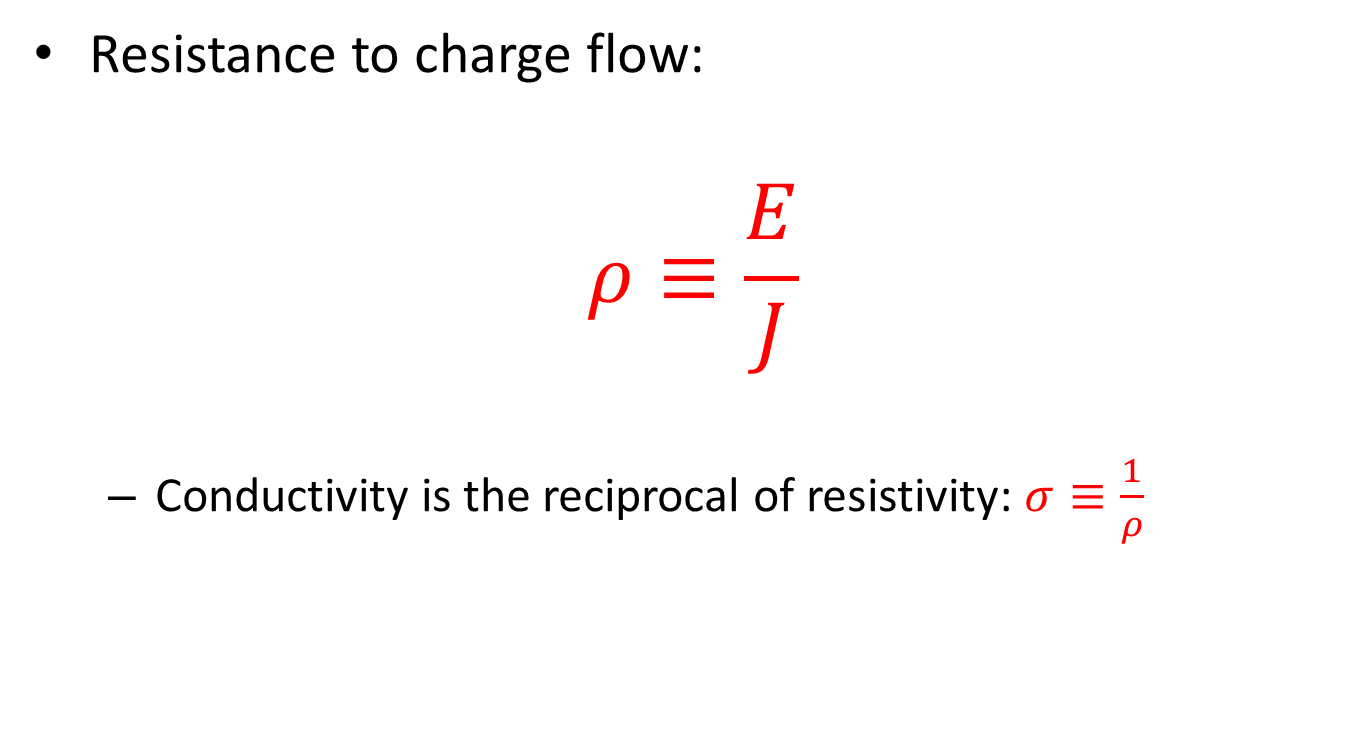 • Resistance to charge flow:
ρ ≡ E/J
– Conductivity is the reciprocal of resistivity: σ ≡ 1/ρ